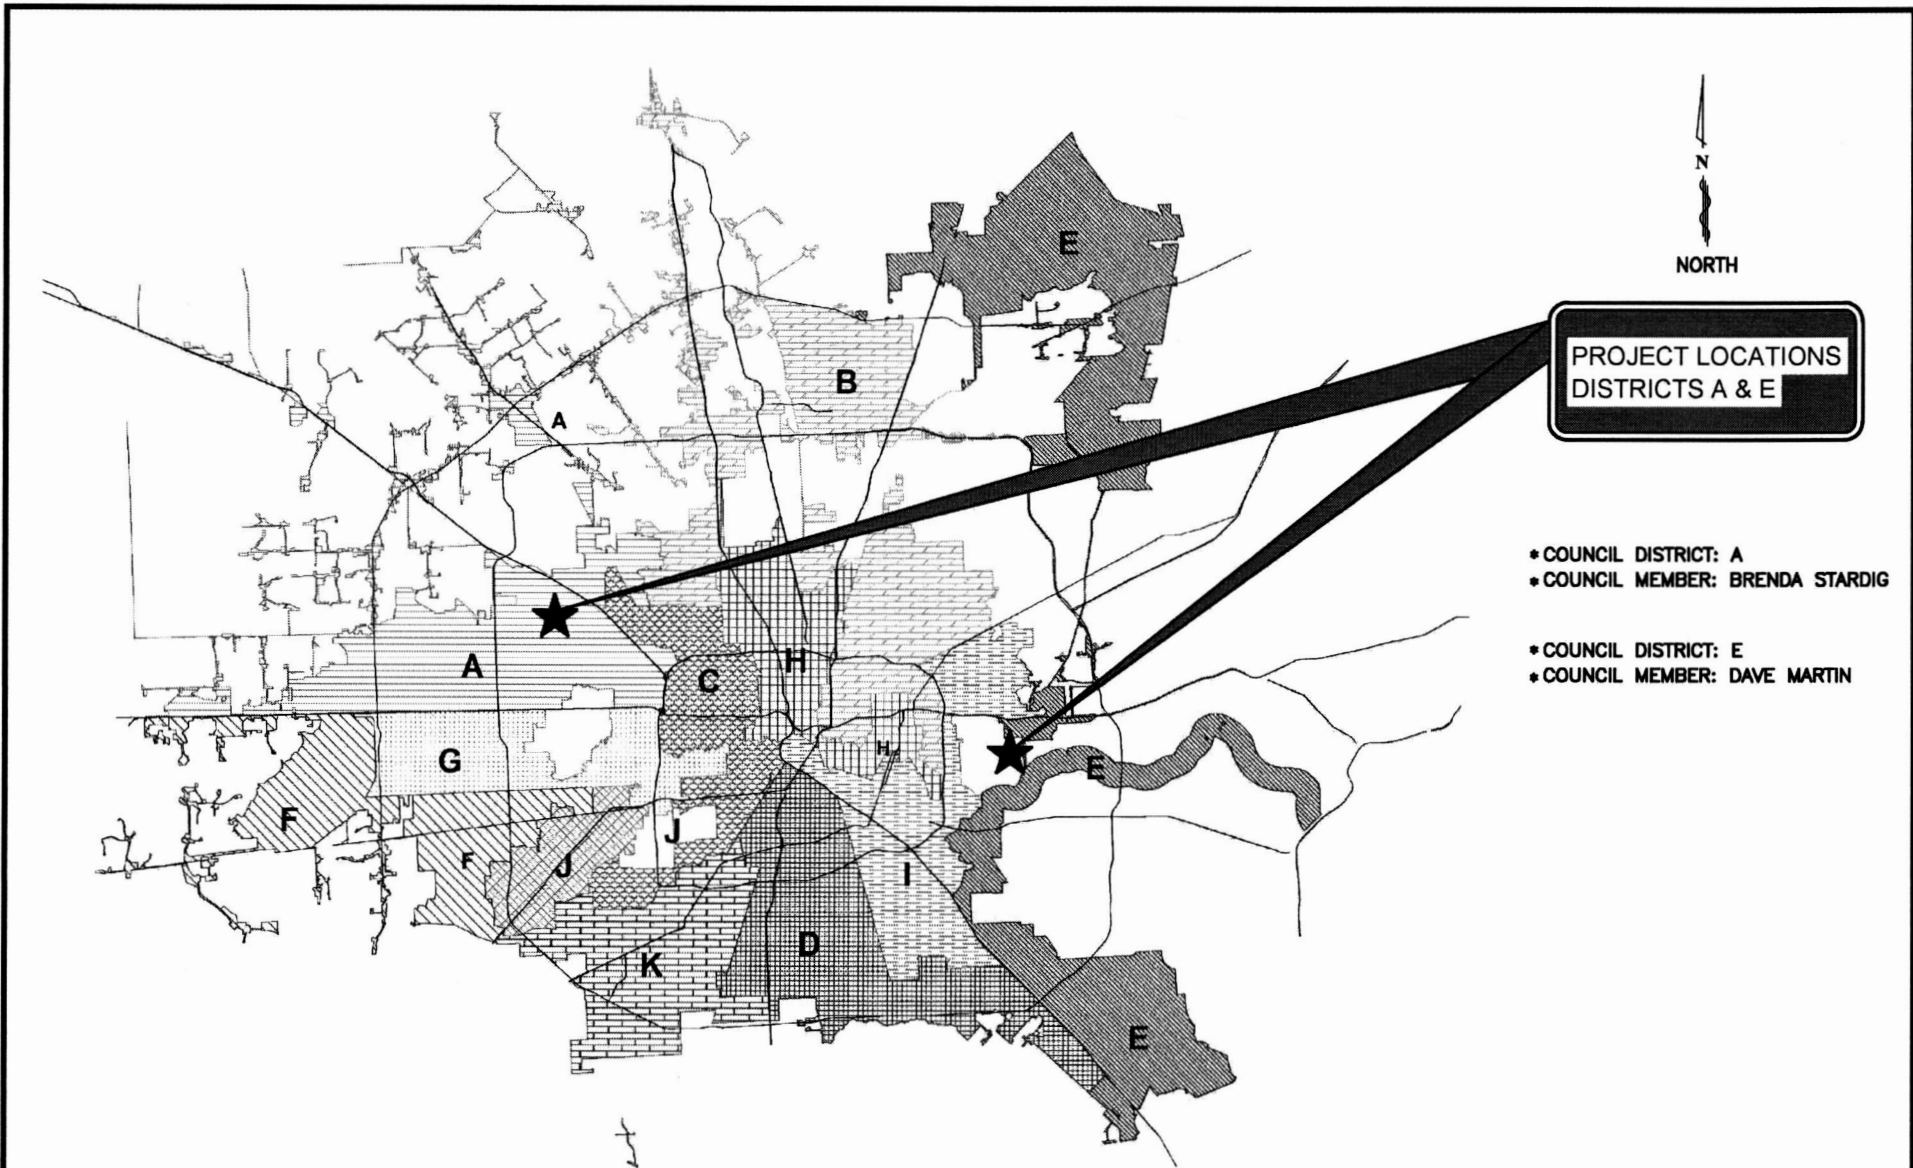 N
NORTH
E
PROJECT LOCATIONS
DISTRICTS A & E
B
A
* COUNCIL DISTRICT: A
* COUNCIL MEMBER: BRENDA STARDIG
* COUNCIL DISTRICT: E
* COUNCIL MEMBER: DAVE MARTIN
A
C
H
G
H
E
F
J
F
J
I
D
K
E